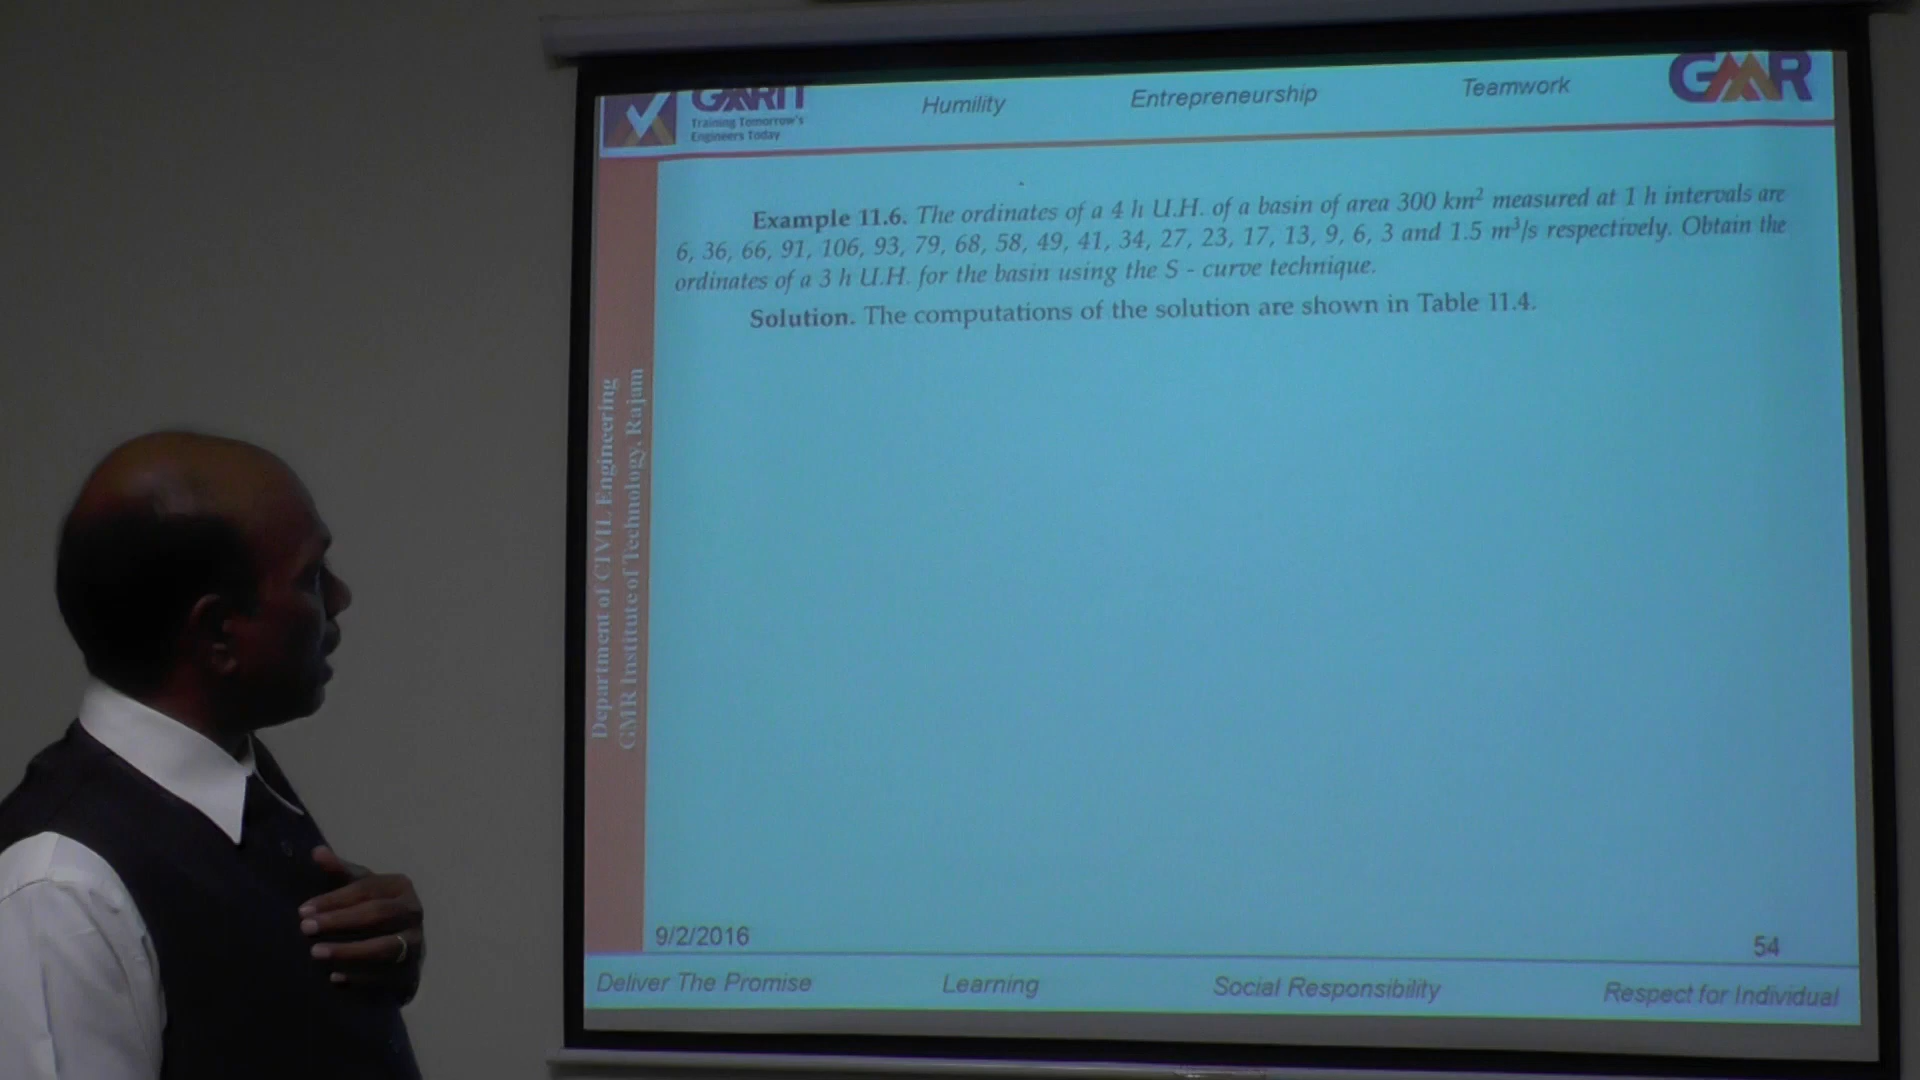 GMRIT
Training Tomorrow's
Engineers Today
Humility
Entrepreneurship
Teamwork
GMR
Example 11.6. The ordinates of a 4 h U.H. of a basin of area 300 km² measured at 1 h intervals are
6, 36, 66, 91, 106, 93, 79, 68, 58, 49, 41, 34, 27, 23, 17, 13, 9, 6, 3 and 1.5 m³/s respectively. Obtain the
ordinates of a 3 h U.H. for the basin using the S - curve technique.
Solution. The computations of the solution are shown in Table 11.4.
Department of CIVIL Engineering
GMR Institute of Technology, Rajam
9/2/2016
54
Deliver The Promise
Learning
Social Responsibility
Respect for Individual